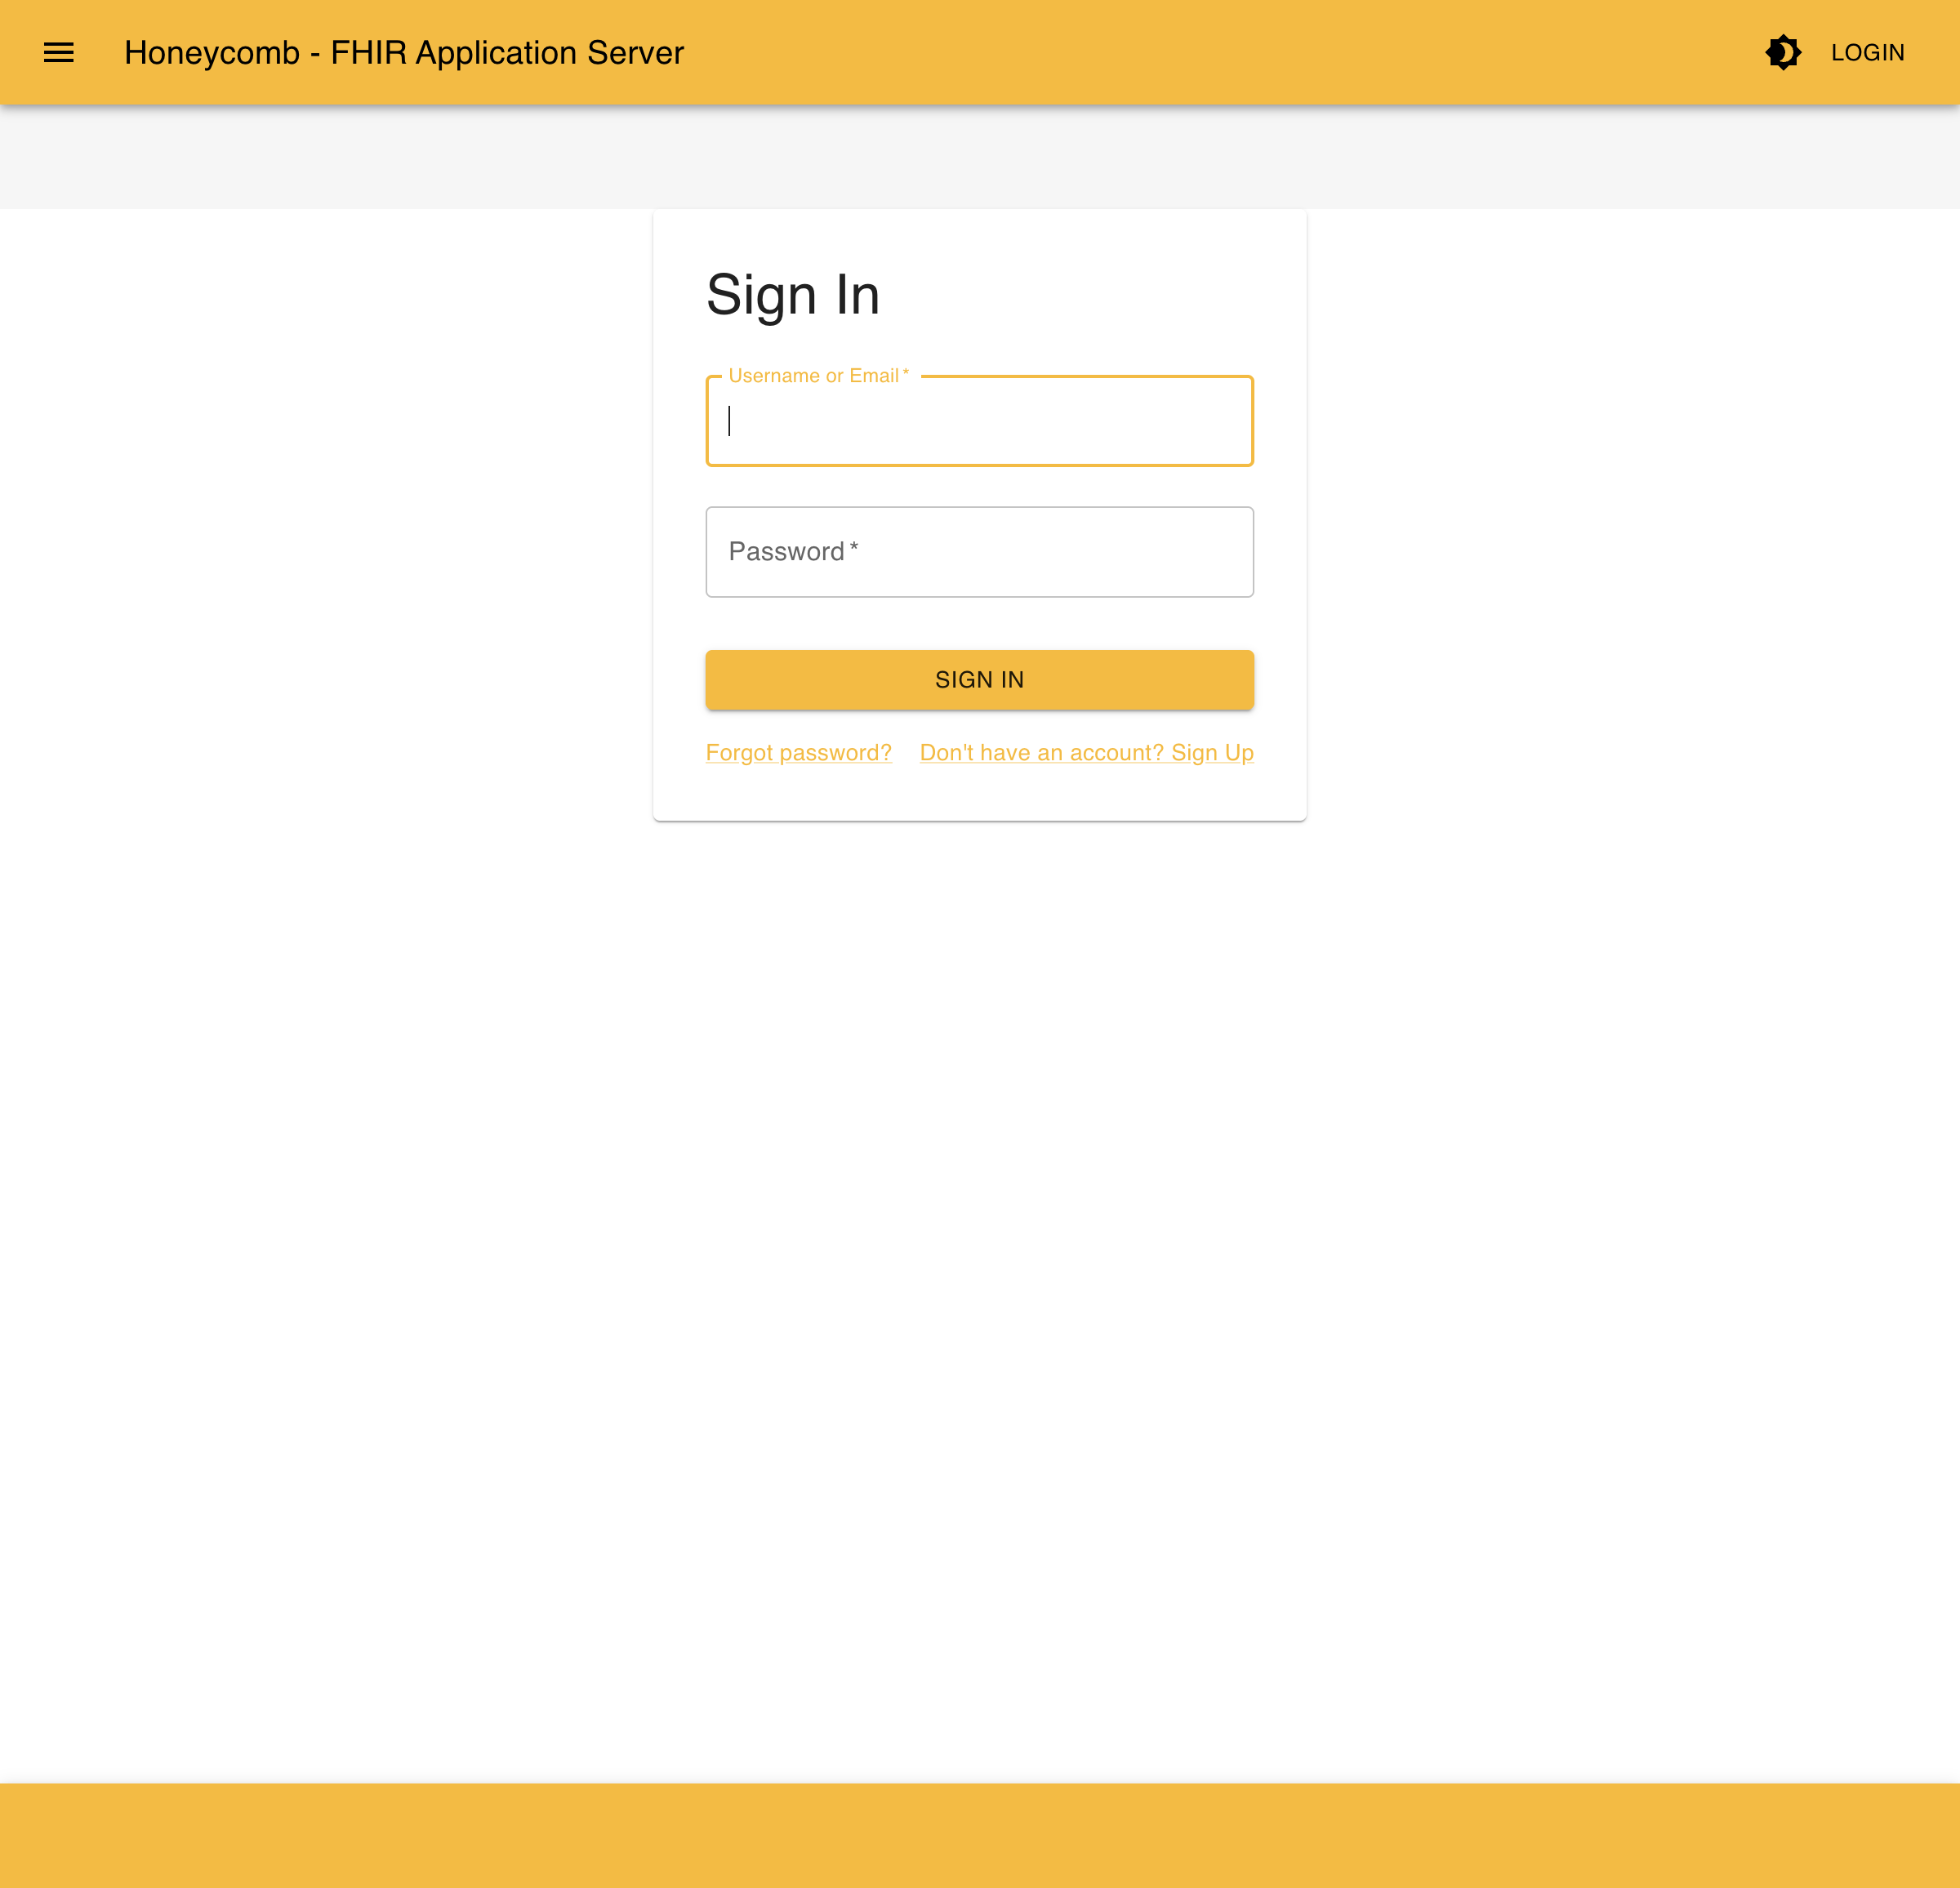 Honeycomb - FHIR Application Server
LOGIN
Sign In
Username or Email *
Password *
SIGN IN
Forgot password? Don't have an account? Sign Up